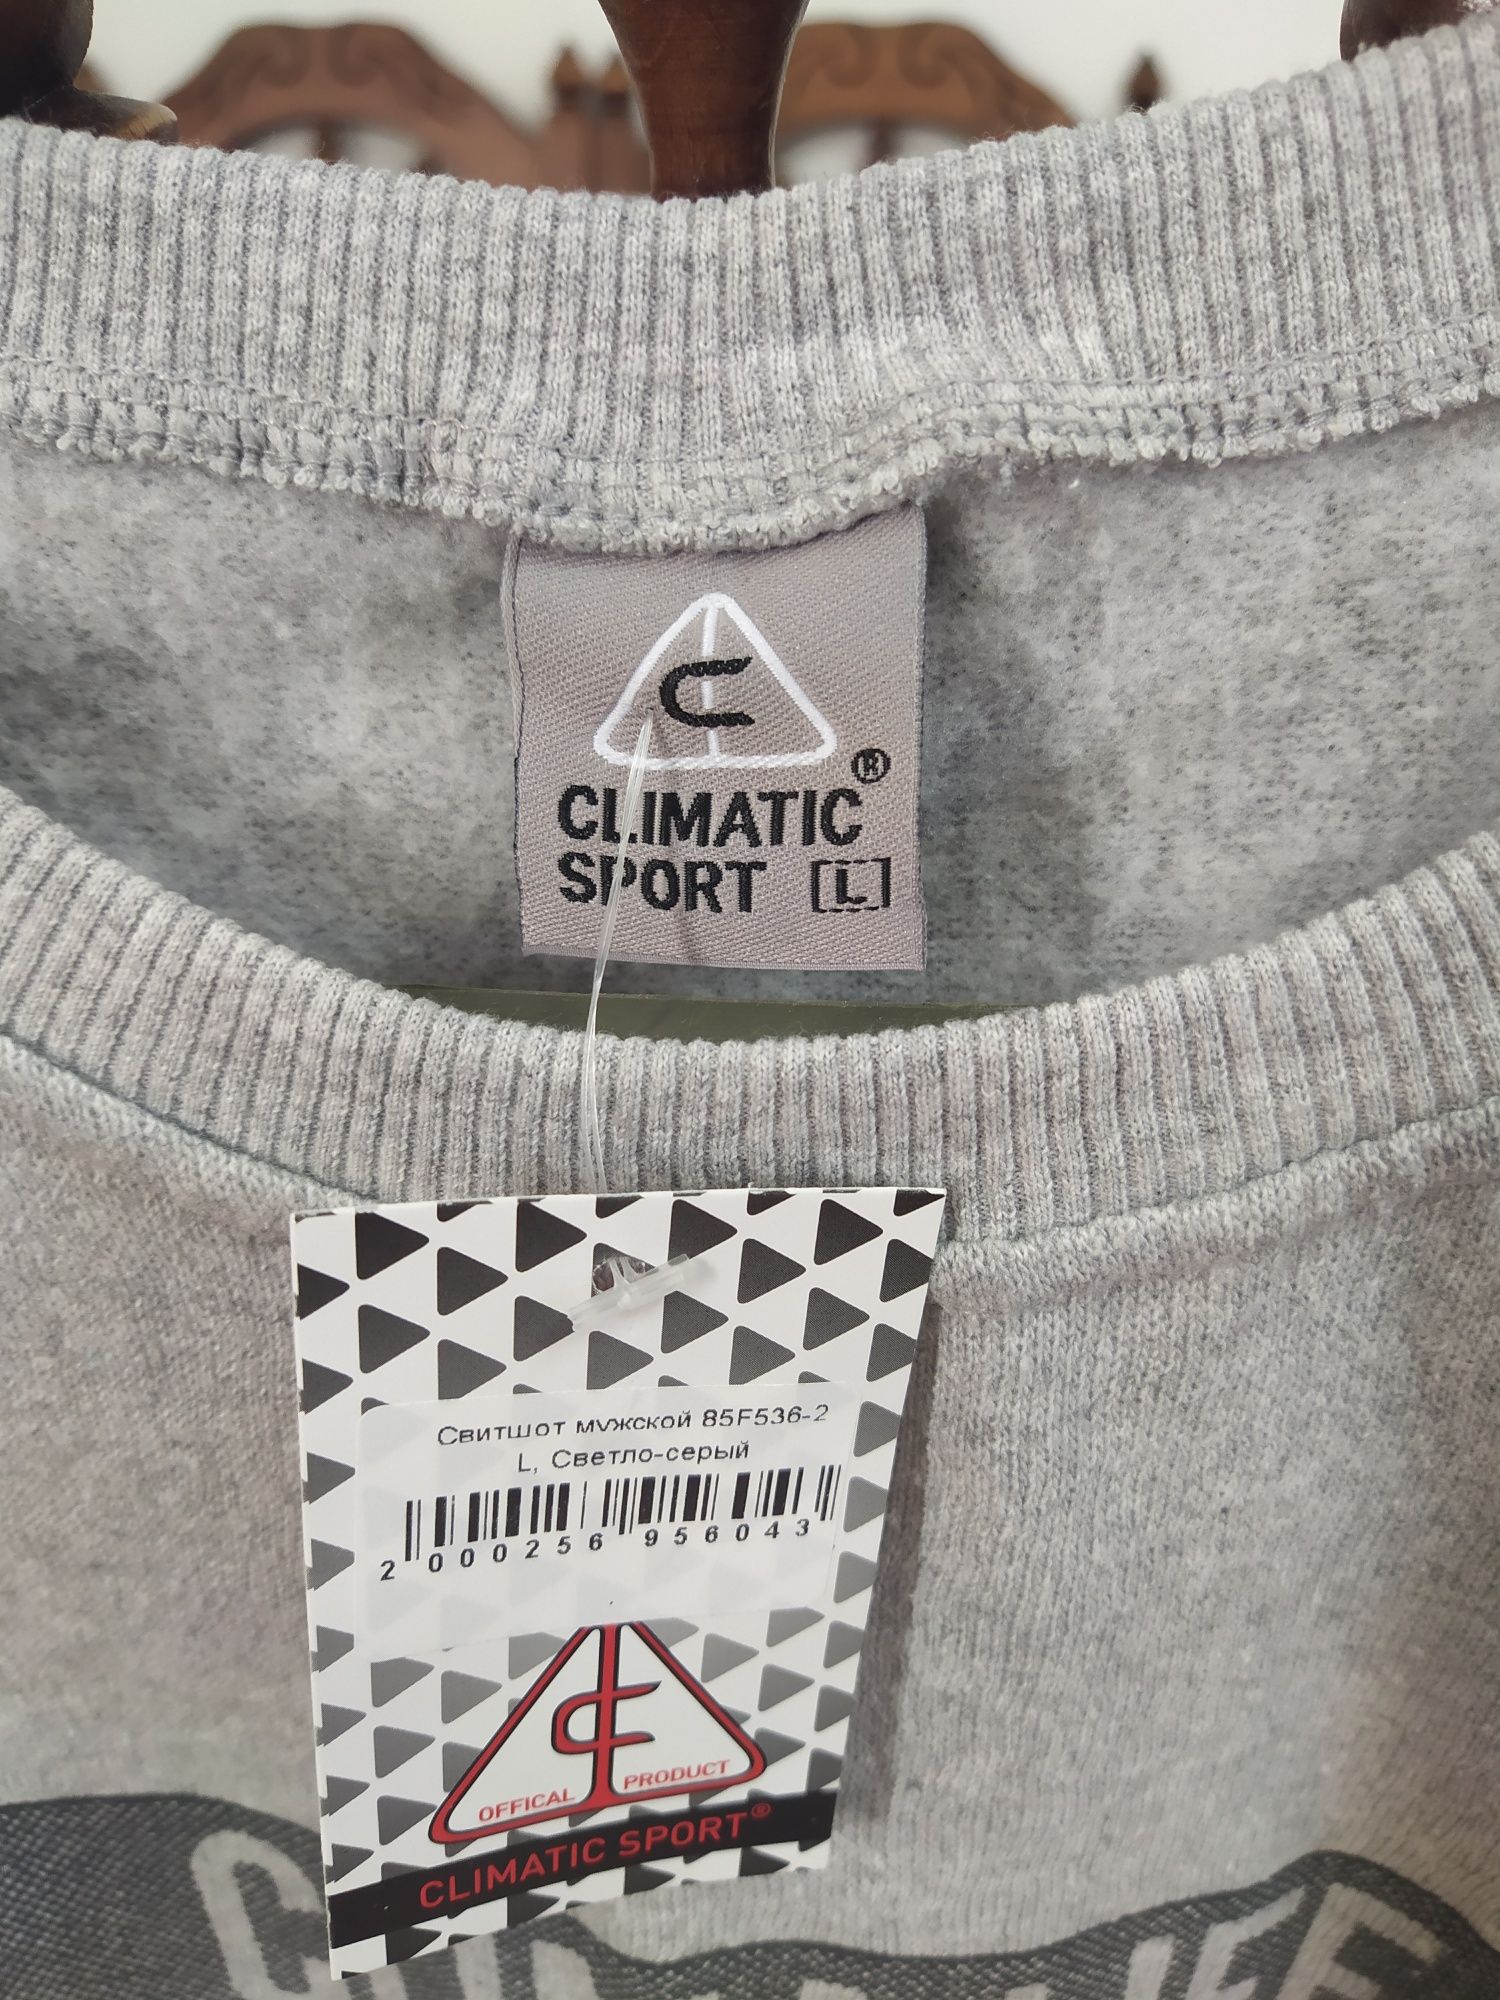 CLIMATIC®
SPORT [L]
Свитшот мужской 85F536-2
L, Светло-серый
2 000256 956043
OFFICAL PRODUCT
CLIMATIC SPORT®